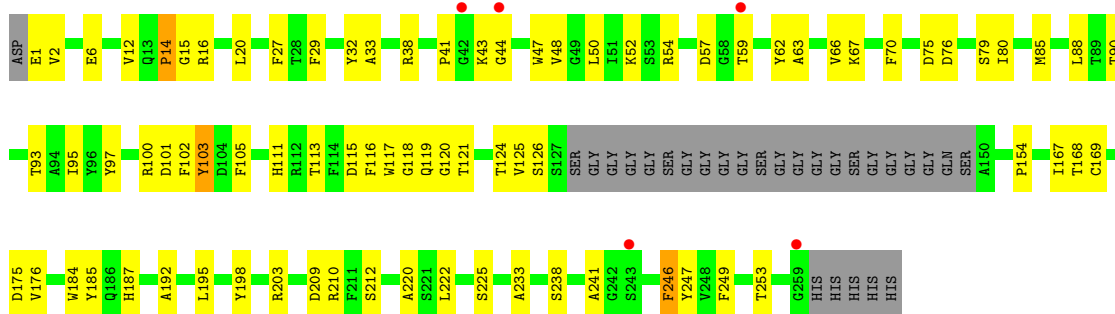 ASP E1 V2 E6 V12 Q13 P14 G15 R16 L20 F27 T28 F29 Y32 A33 R38 P41 G42 K43 G44 W47 V48 G49 L50 I51 K52 S53 R54 D57 G58 T59 Y62 A63 V66 K67 F70 D75 D76 S79 I80 M85 L88 T89 T90
T93 A94 I95 Y96 Y97 R100 D101 F102 Y103 D104 F105 H111 R112 T113 F114 D115 F116 W117 G118 Q119 G120 T121 T124 V125 S126 S127 SER GLY GLY GLY GLY SER GLY GLY GLY GLY SER GLY GLY GLY GLY SER GLY GLY GLY GLN SER A150 P154 I167 T168 C169
D175 V176 W184 Y185 Q186 H187 A192 L195 Y198 R203 D209 R210 F211 S212 A220 S221 L222 S225 A233 S238 A241 G242 S243 F246 Y247 V248 F249 T253 G259 HIS HIS HIS HIS HIS HIS